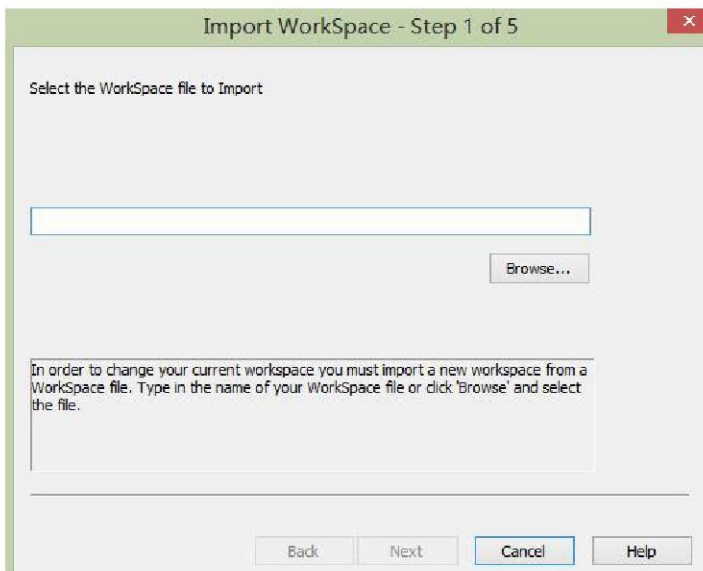 Import WorkSpace - Step 1 of 5
Select the WorkSpace file to Import
Browse...
In order to change your current workspace you must import a new workspace from a
WorkSpace file. Type in the name of your WorkSpace file or click 'Browse' and select
the file.
Back Next Cancel Help